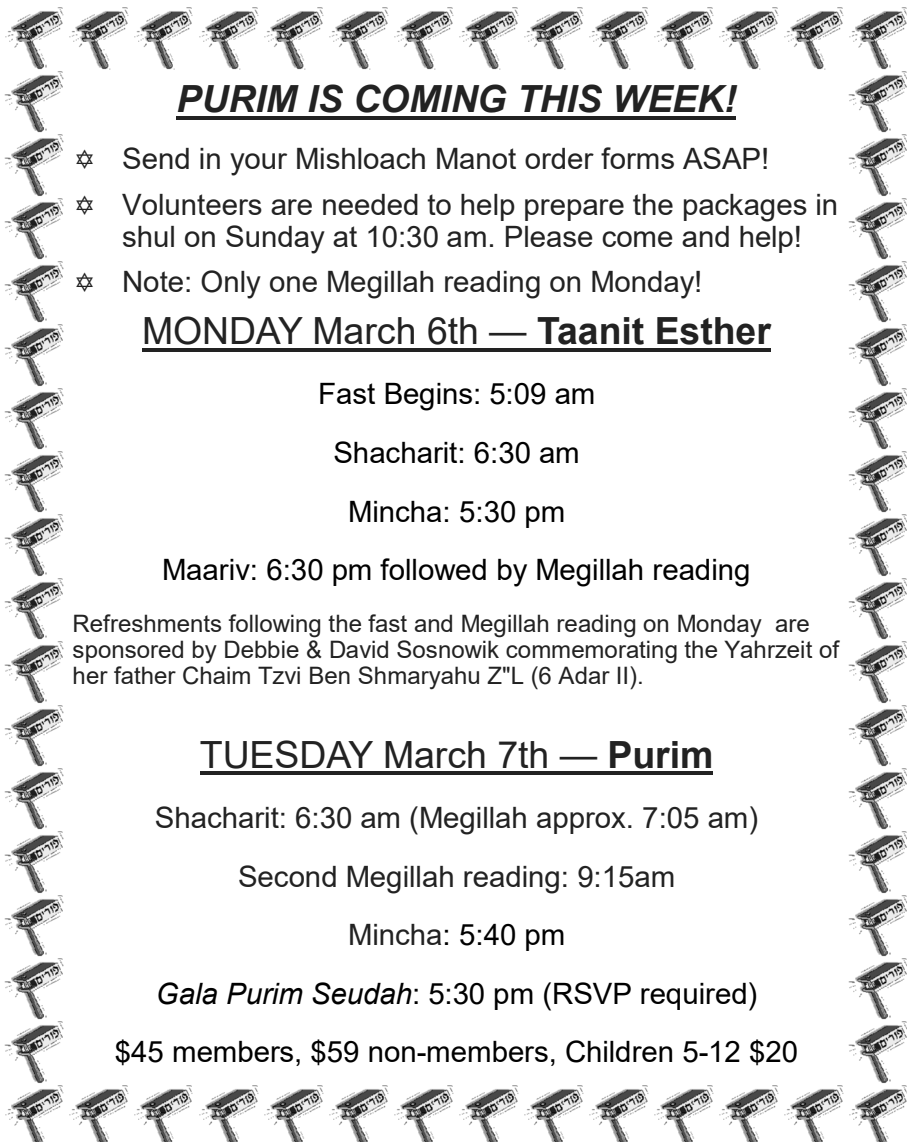 PURIM IS COMING THIS WEEK!
✡ Send in your Mishloach Manot order forms ASAP!
✡ Volunteers are needed to help prepare the packages in
shul on Sunday at 10:30 am. Please come and help!
✡ Note: Only one Megillah reading on Monday!
MONDAY March 6th — Taanit Esther
Fast Begins: 5:09 am
Shacharit: 6:30 am
Mincha: 5:30 pm
Maariv: 6:30 pm followed by Megillah reading
Refreshments following the fast and Megillah reading on Monday  are
sponsored by Debbie & David Sosnowik commemorating the Yahrzeit of
her father Chaim Tzvi Ben Shmaryahu Z"L (6 Adar II).
TUESDAY March 7th — Purim
Shacharit: 6:30 am (Megillah approx. 7:05 am)
Second Megillah reading: 9:15am
Mincha: 5:40 pm
Gala Purim Seudah: 5:30 pm (RSVP required)
$45 members, $59 non-members, Children 5-12 $20
פורים